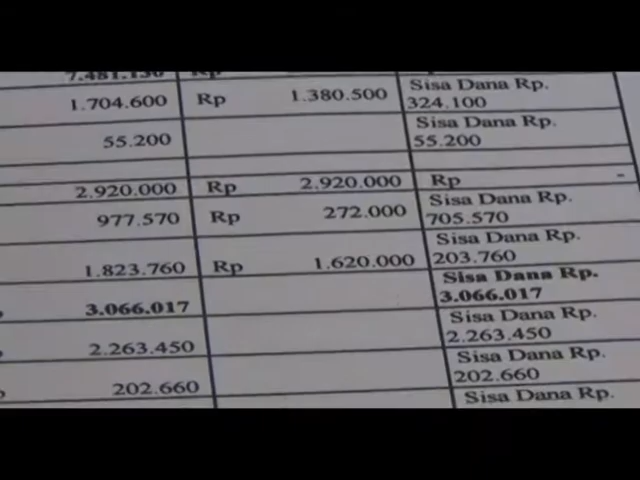 7.481.130 Rp
1.704.600 Rp 1.380.500 Sisa Dana Rp.
324.100
55.200 Sisa Dana Rp.
55.200
2.920.000 Rp 2.920.000 Rp -
977.570 Rp 272.000 Sisa Dana Rp.
705.570
1.823.760 Rp 1.620.000 Sisa Dana Rp.
203.760
3.066.017 Sisa Dana Rp.
3.066.017
2.263.450 Sisa Dana Rp.
2.263.450
202.660 Sisa Dana Rp.
202.660
Sisa Dana Rp.